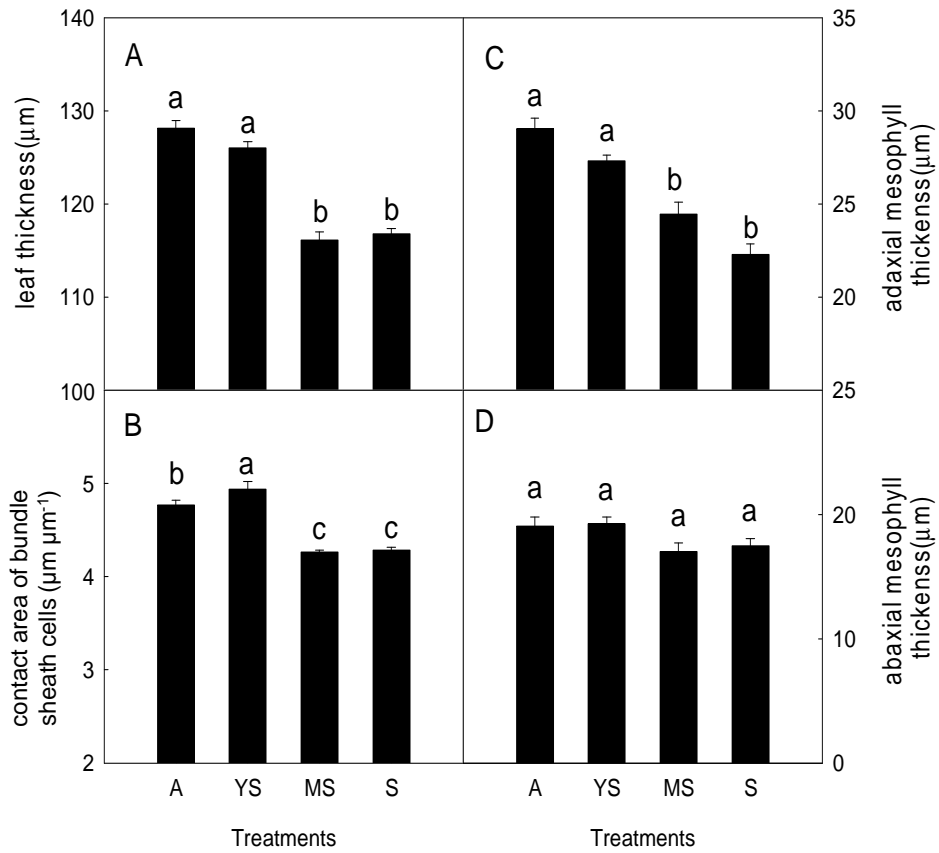 140
130
120
110
100
leaf thickness(µm)
A
a
a
b
b
35
30
25
20
25
adaxial mesophyll
thickenss(µm)
C
a
a
b
b
5
4
3
2
contact area of bundle
sheath cells (µm µm⁻¹)
B
b
a
c
c
A YS MS S
Treatments
20
10
0
abaxial mesophyll
thickenss(µm)
D
a
a
a
a
A YS MS S
Treatments